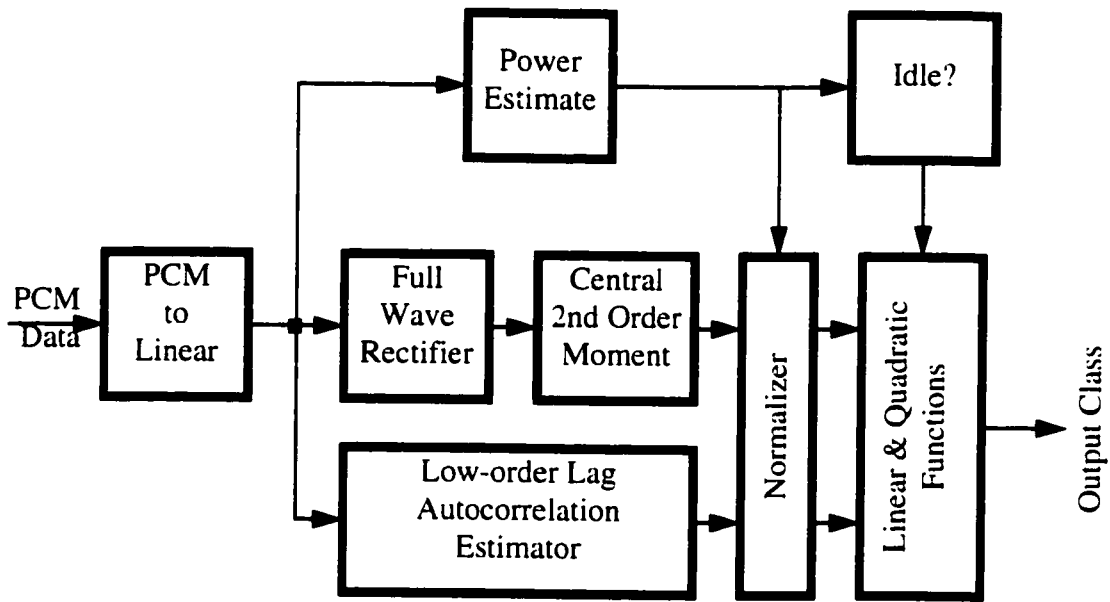 Power
Estimate
Idle?
PCM
Data
PCM
to
Linear
Full
Wave
Rectifier
Central
2nd Order
Moment
Low-order Lag
Autocorrelation
Estimator
Normalizer
Linear & Quadratic
Functions
Output Class